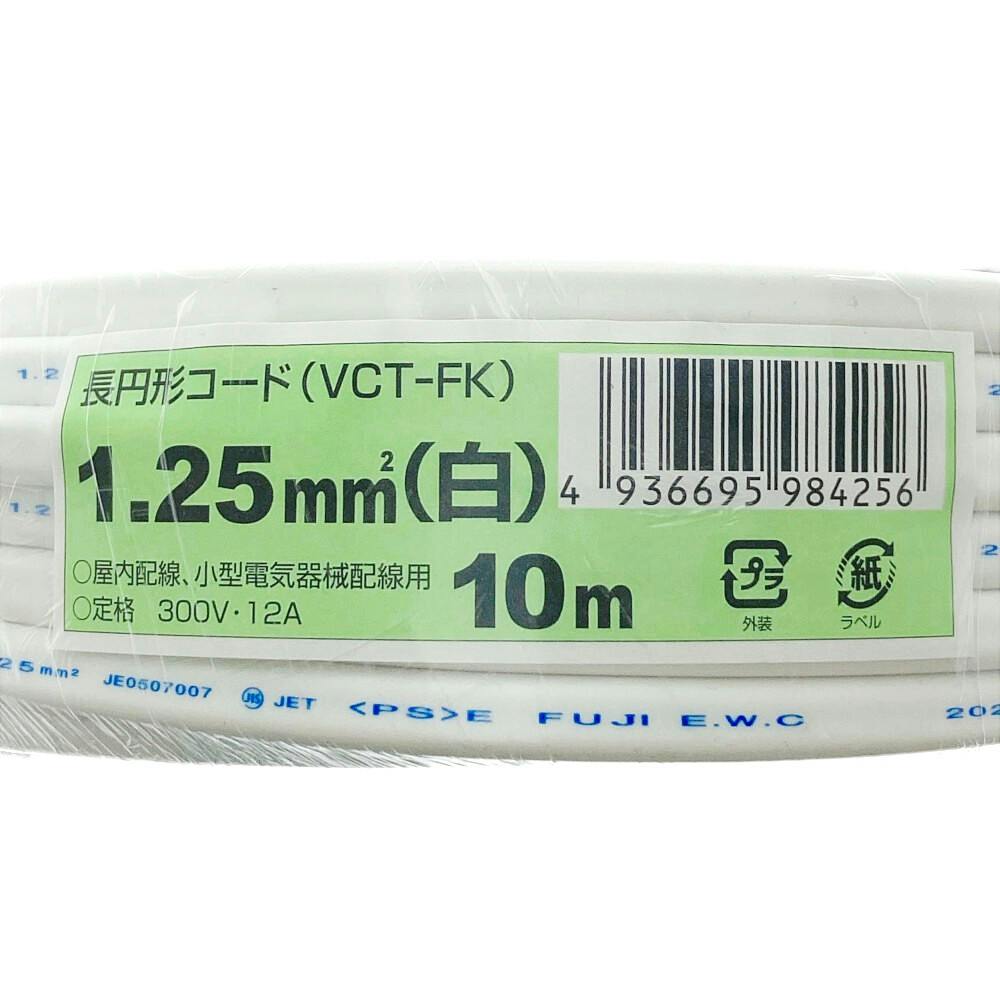 長円形コード(VCT-FK)
1.25mm²(白)
4 936695 984256
○屋内配線、小型電気器械配線用
○定格 300V・12A
10m
プラ
外装
紙
ラベル
1.2
1.2
25mm² JE0507007 JIS JET <PS>E FUJI E.W.C 202